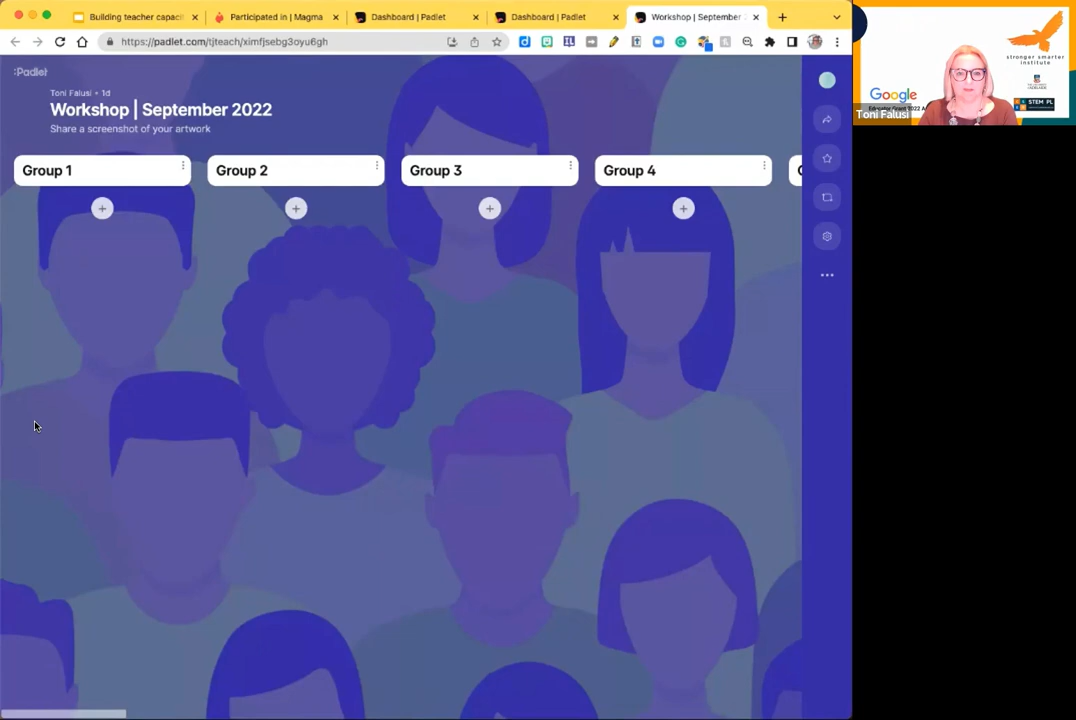 Building teacher capaci
Participated in | Magma
Dashboard | Padlet
Dashboard | Padlet
Workshop | September
https://padlet.com/tjteach/ximfjsebg3oyu6gh
:Padlet
Toni Falusi • 1d
Workshop | September 2022
Share a screenshot of your artwork
Group 1
Group 2
Group 3
Group 4
stronger smarter
institute
Google
STEM PL
Toni Falusi